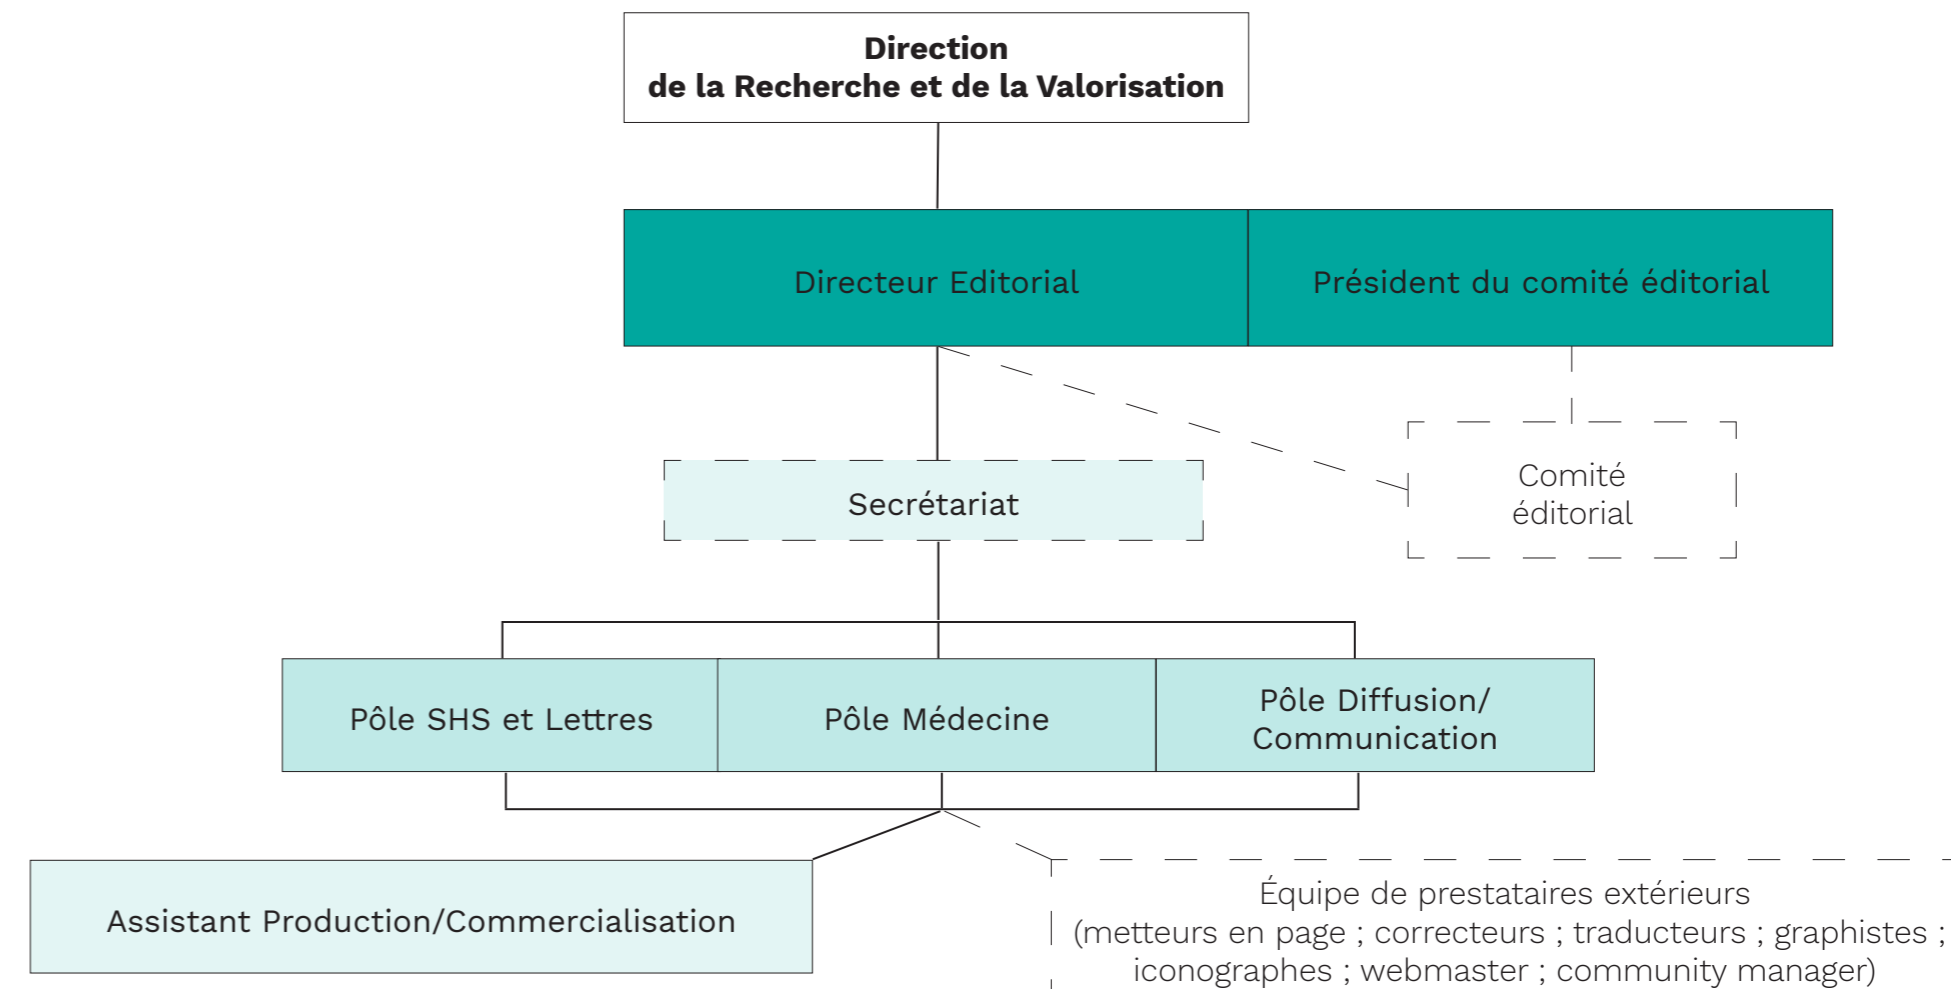 Direction
de la Recherche et de la Valorisation
Directeur Editorial
Président du comité éditorial
Secrétariat
Comité
éditorial
Pôle SHS et Lettres
Pôle Médecine
Pôle Diffusion/
Communication
Assistant Production/Commercialisation
Équipe de prestataires extérieurs
(metteurs en page ; correcteurs ; traducteurs ; graphistes ;
iconographes ; webmaster ; community manager)